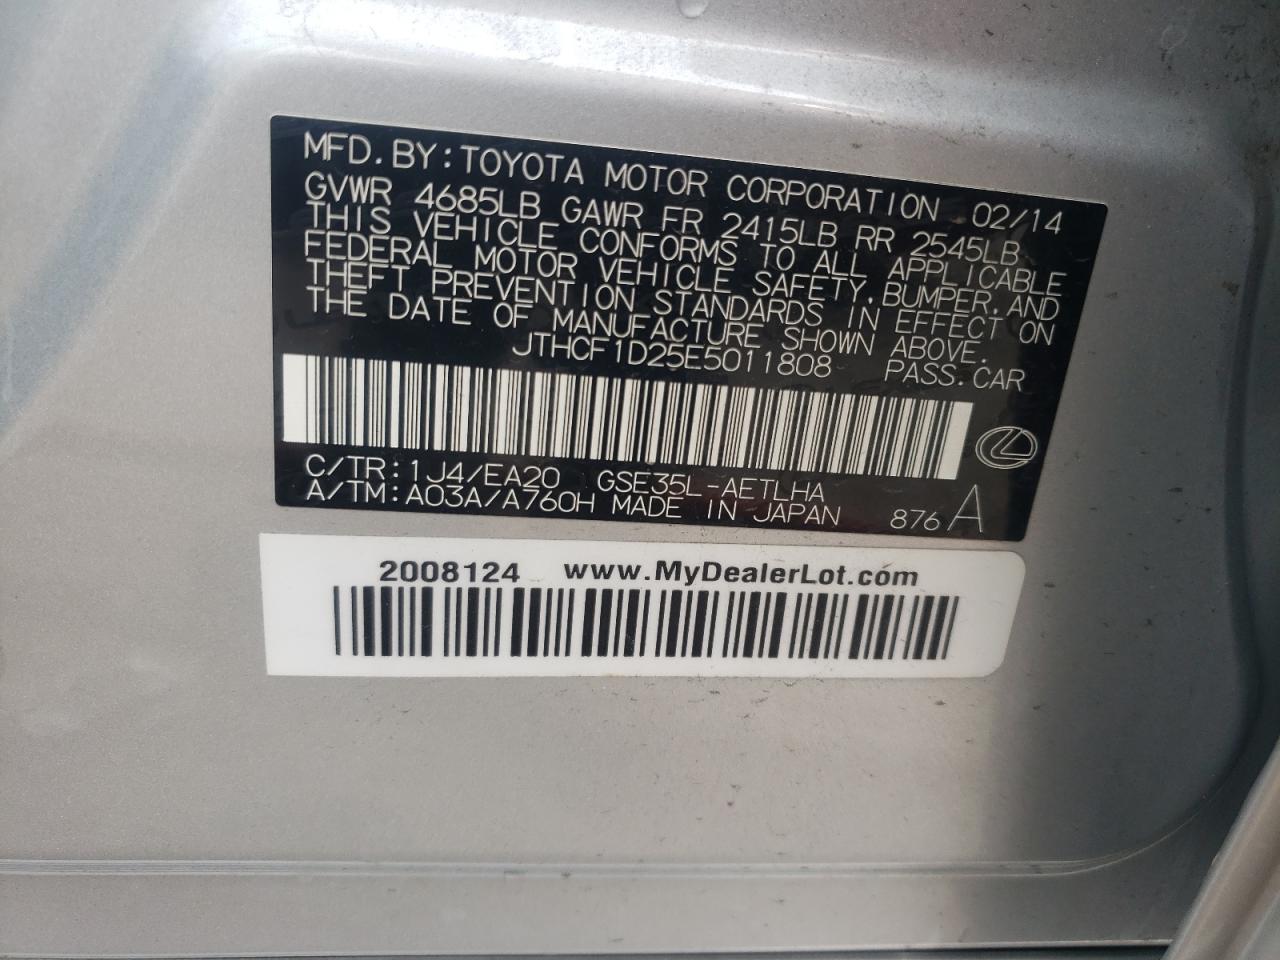 MFD. BY: TOYOTA MOTOR CORPORATION 02/14
GVWR 4685LB GAWR FR 2415LB RR 2545LB
THIS VEHICLE CONFORMS TO ALL APPLICABLE
FEDERAL MOTOR VEHICLE SAFETY, BUMPER, AND
THEFT PREVENTION STANDARDS IN EFFECT ON
THE DATE OF MANUFACTURE SHOWN ABOVE.
JTHCF1D25E5011808 PASS. CAR
C/TR: 1J4/EA20 GSE35L-AETLHA
A/TM: A03A/A760H MADE IN JAPAN 876 A
2008124 www.MyDealerLot.com